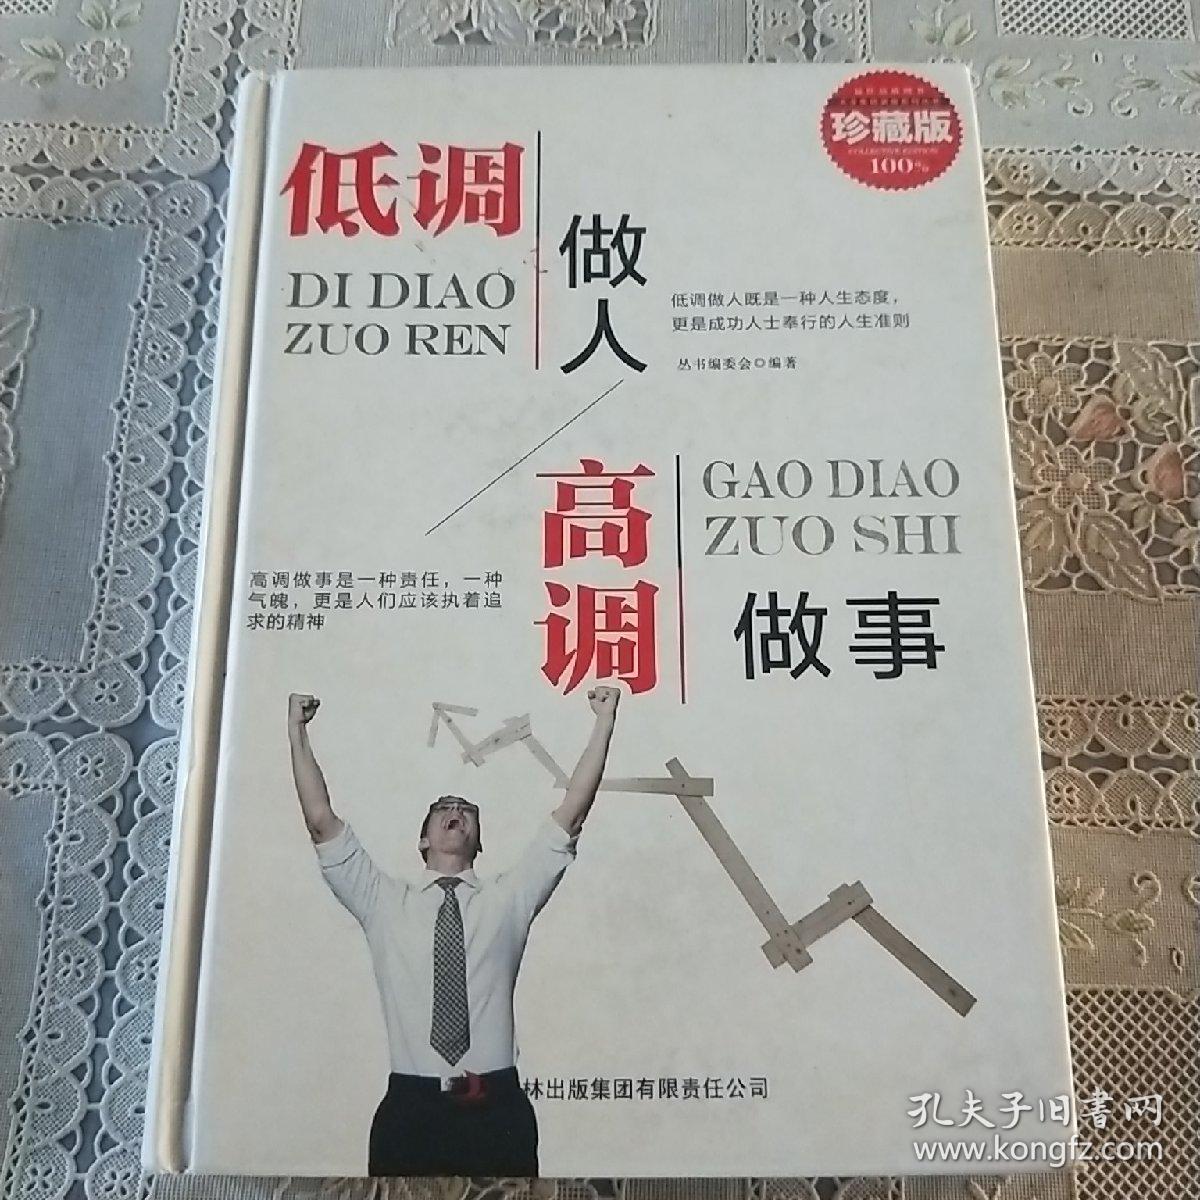 珍藏版
COLLECTIVE EDITION
100%
低调
做人
DI DIAO
ZUO REN
低调做人既是一种人生态度，
更是成功人士奉行的人生准则
丛书编委会◎编著
高调
做事
GAO DIAO
ZUO SHI
高调做事是一种责任，一种
气魄，更是人们应该执着追
求的精神
林出版集团有限责任公司
孔夫子旧書网
www.kongfz.com